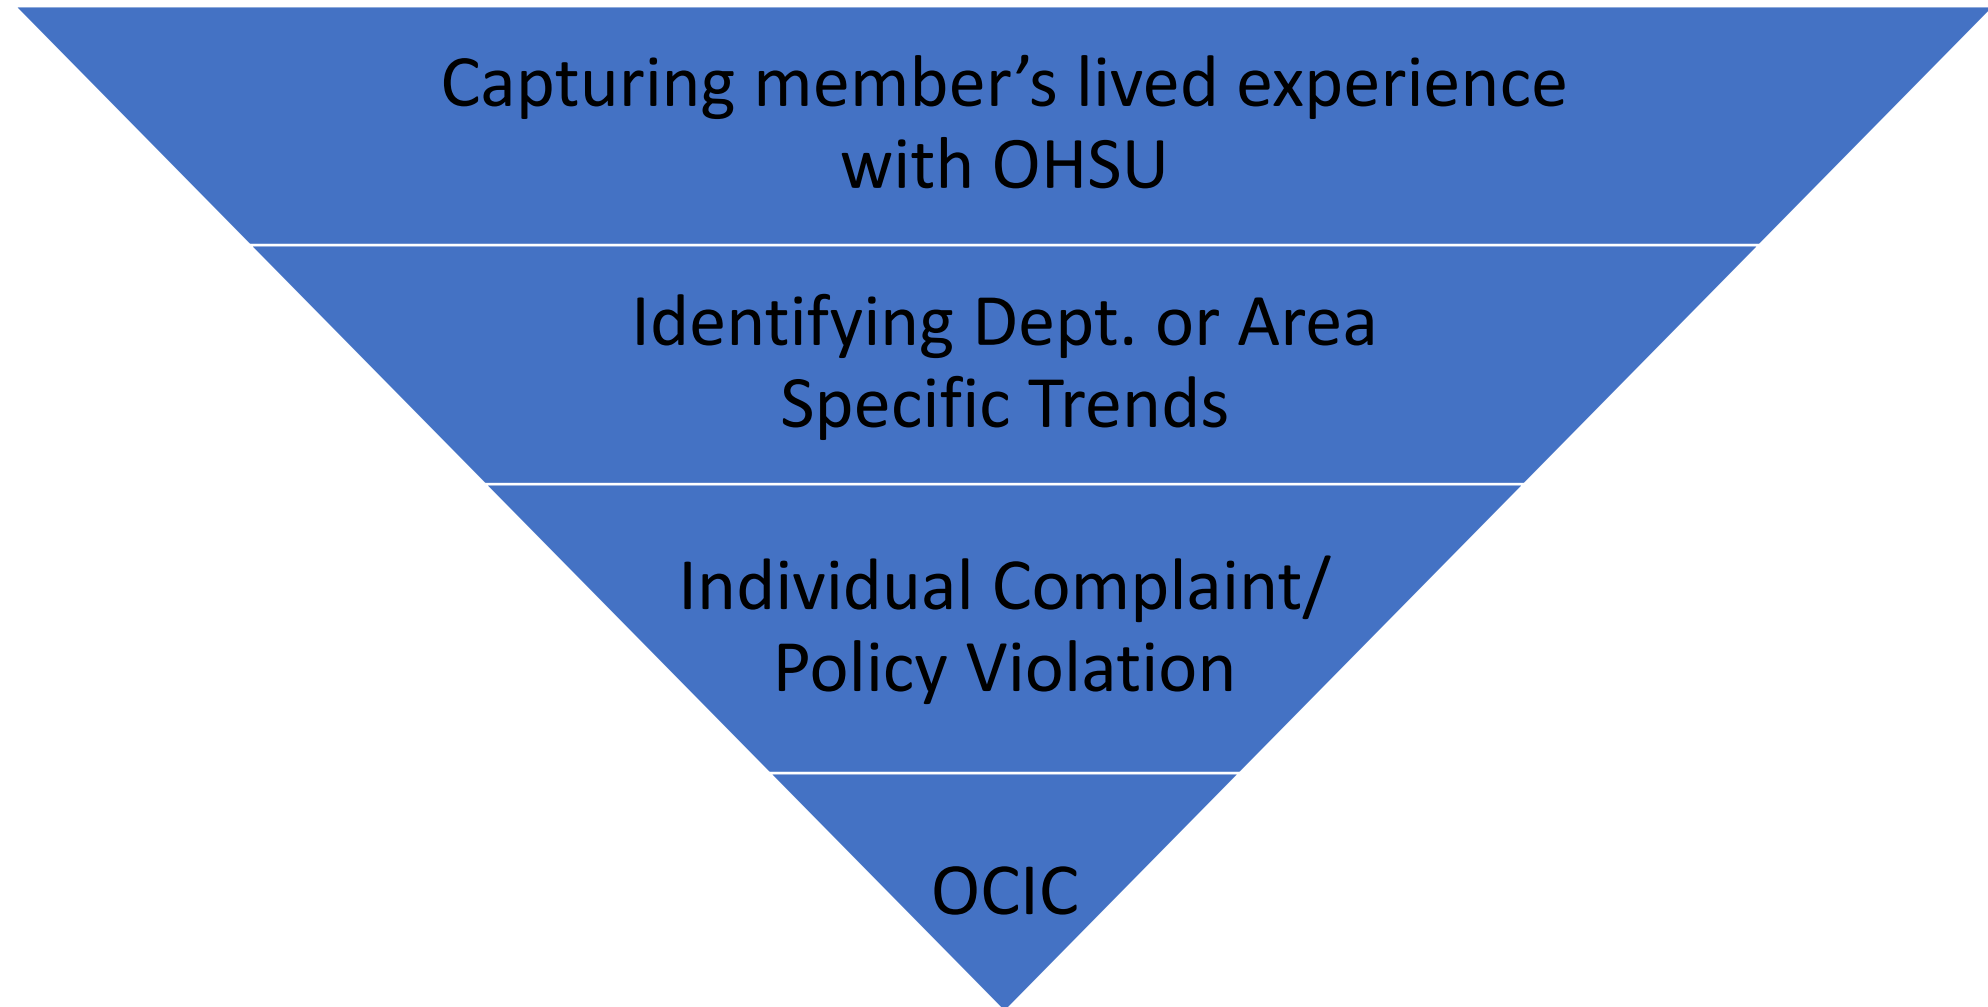 Capturing member’s lived experience
with OHSU
Identifying Dept. or Area
Specific Trends
Individual Complaint/
Policy Violation
OCIC